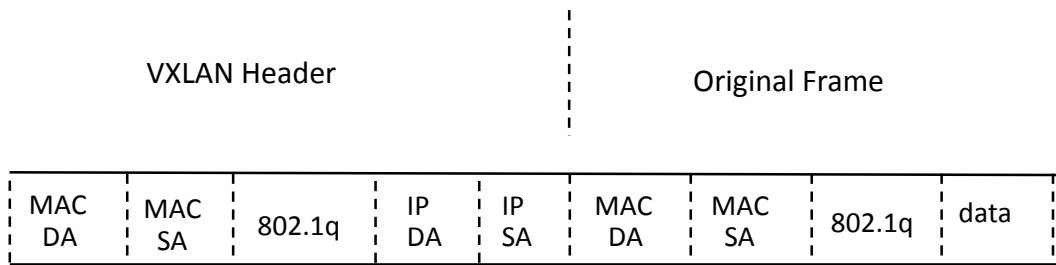 VXLAN Header
Original Frame
MAC DA
MAC SA
802.1q
IP DA
IP SA
MAC DA
MAC SA
802.1q
data